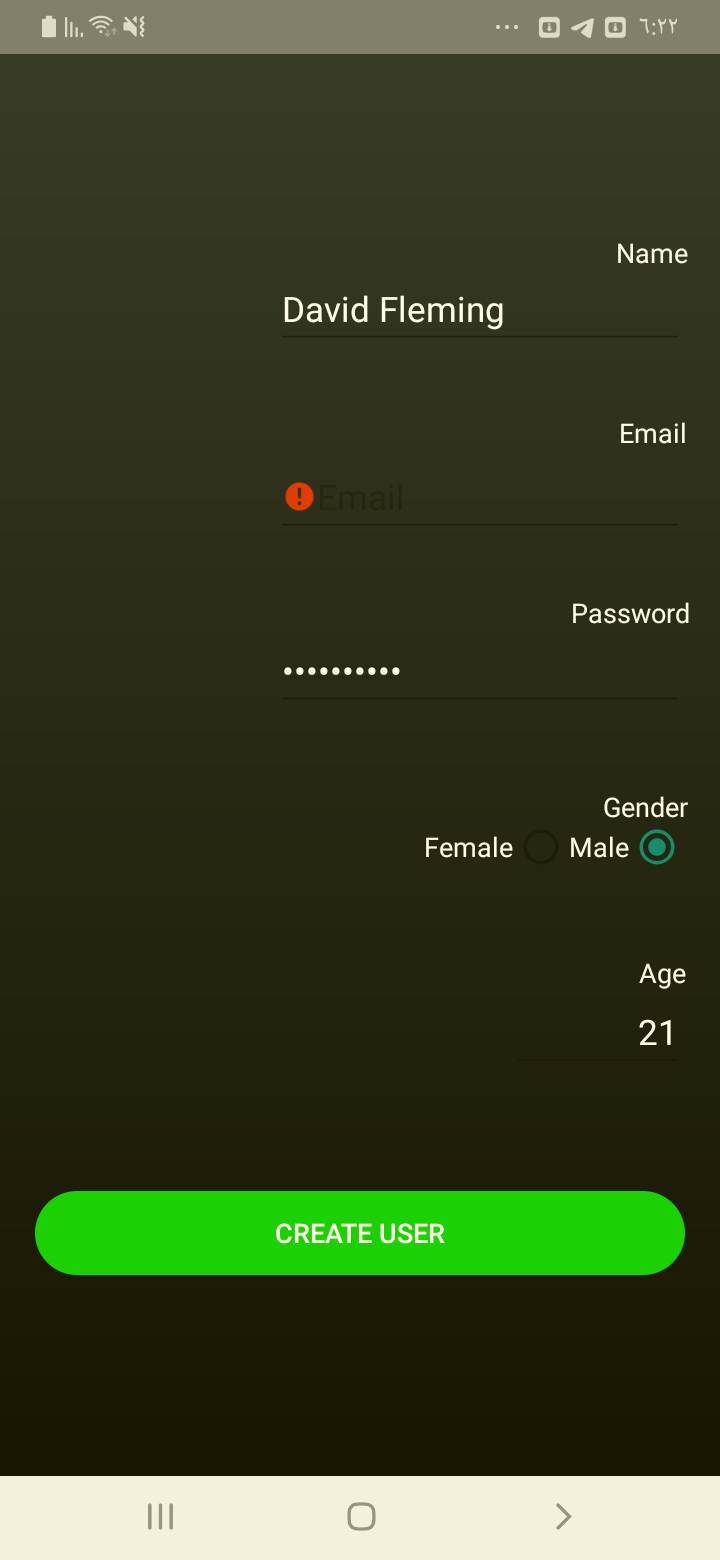 ٦:٢٢
Name
David Fleming
Email
Email
Password
Gender
Female Male
Age
21
CREATE USER